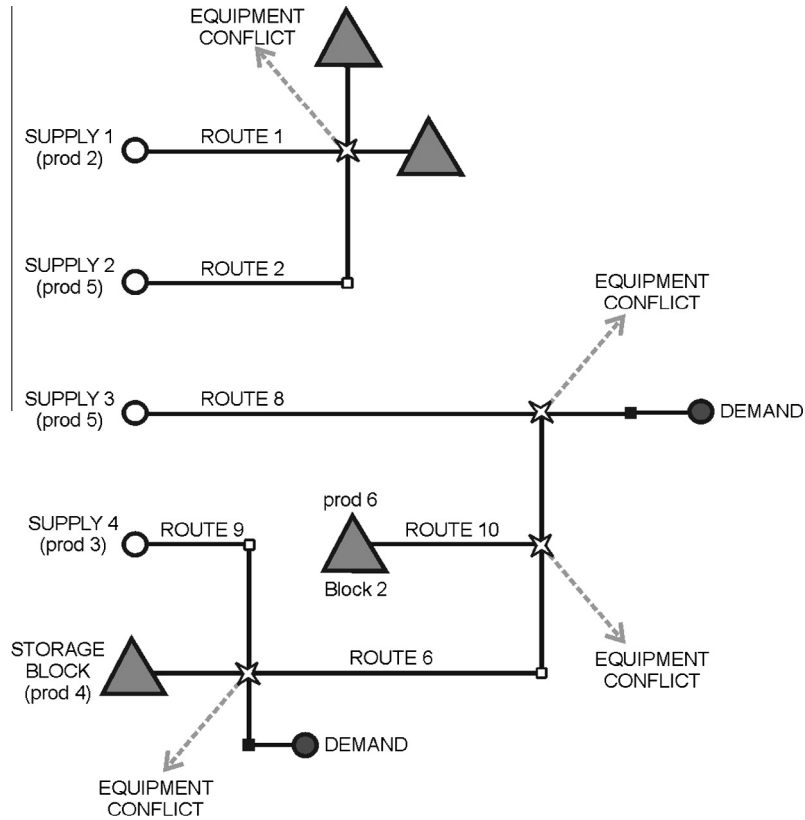 EQUIPMENT
CONFLICT
SUPPLY 1
(prod 2)
ROUTE 1
SUPPLY 2
(prod 5)
ROUTE 2
EQUIPMENT
CONFLICT
SUPPLY 3
(prod 5)
ROUTE 8
DEMAND
SUPPLY 4
(prod 3)
ROUTE 9
prod 6
ROUTE 10
Block 2
STORAGE
BLOCK
(prod 4)
ROUTE 6
EQUIPMENT
CONFLICT
DEMAND
EQUIPMENT
CONFLICT